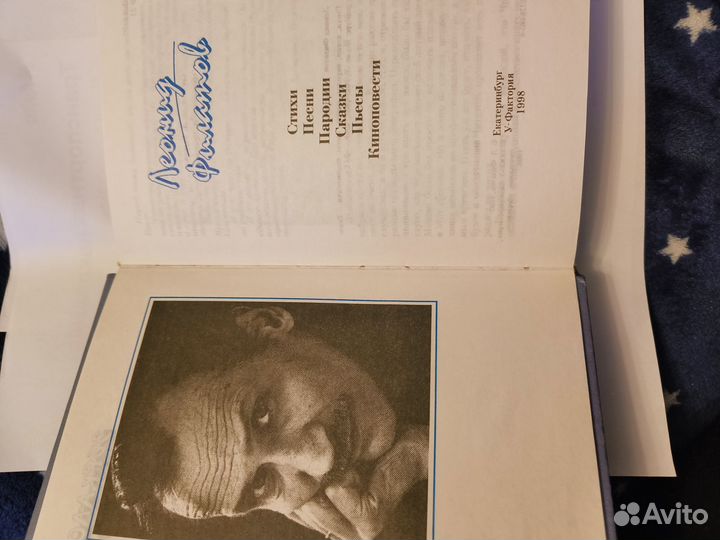 Леонид
Филатов
Стихи
Песни
Пародии
Сказки
Пьесы
Киноповести
Екатеринбург
У-Фактория
1998
Avito